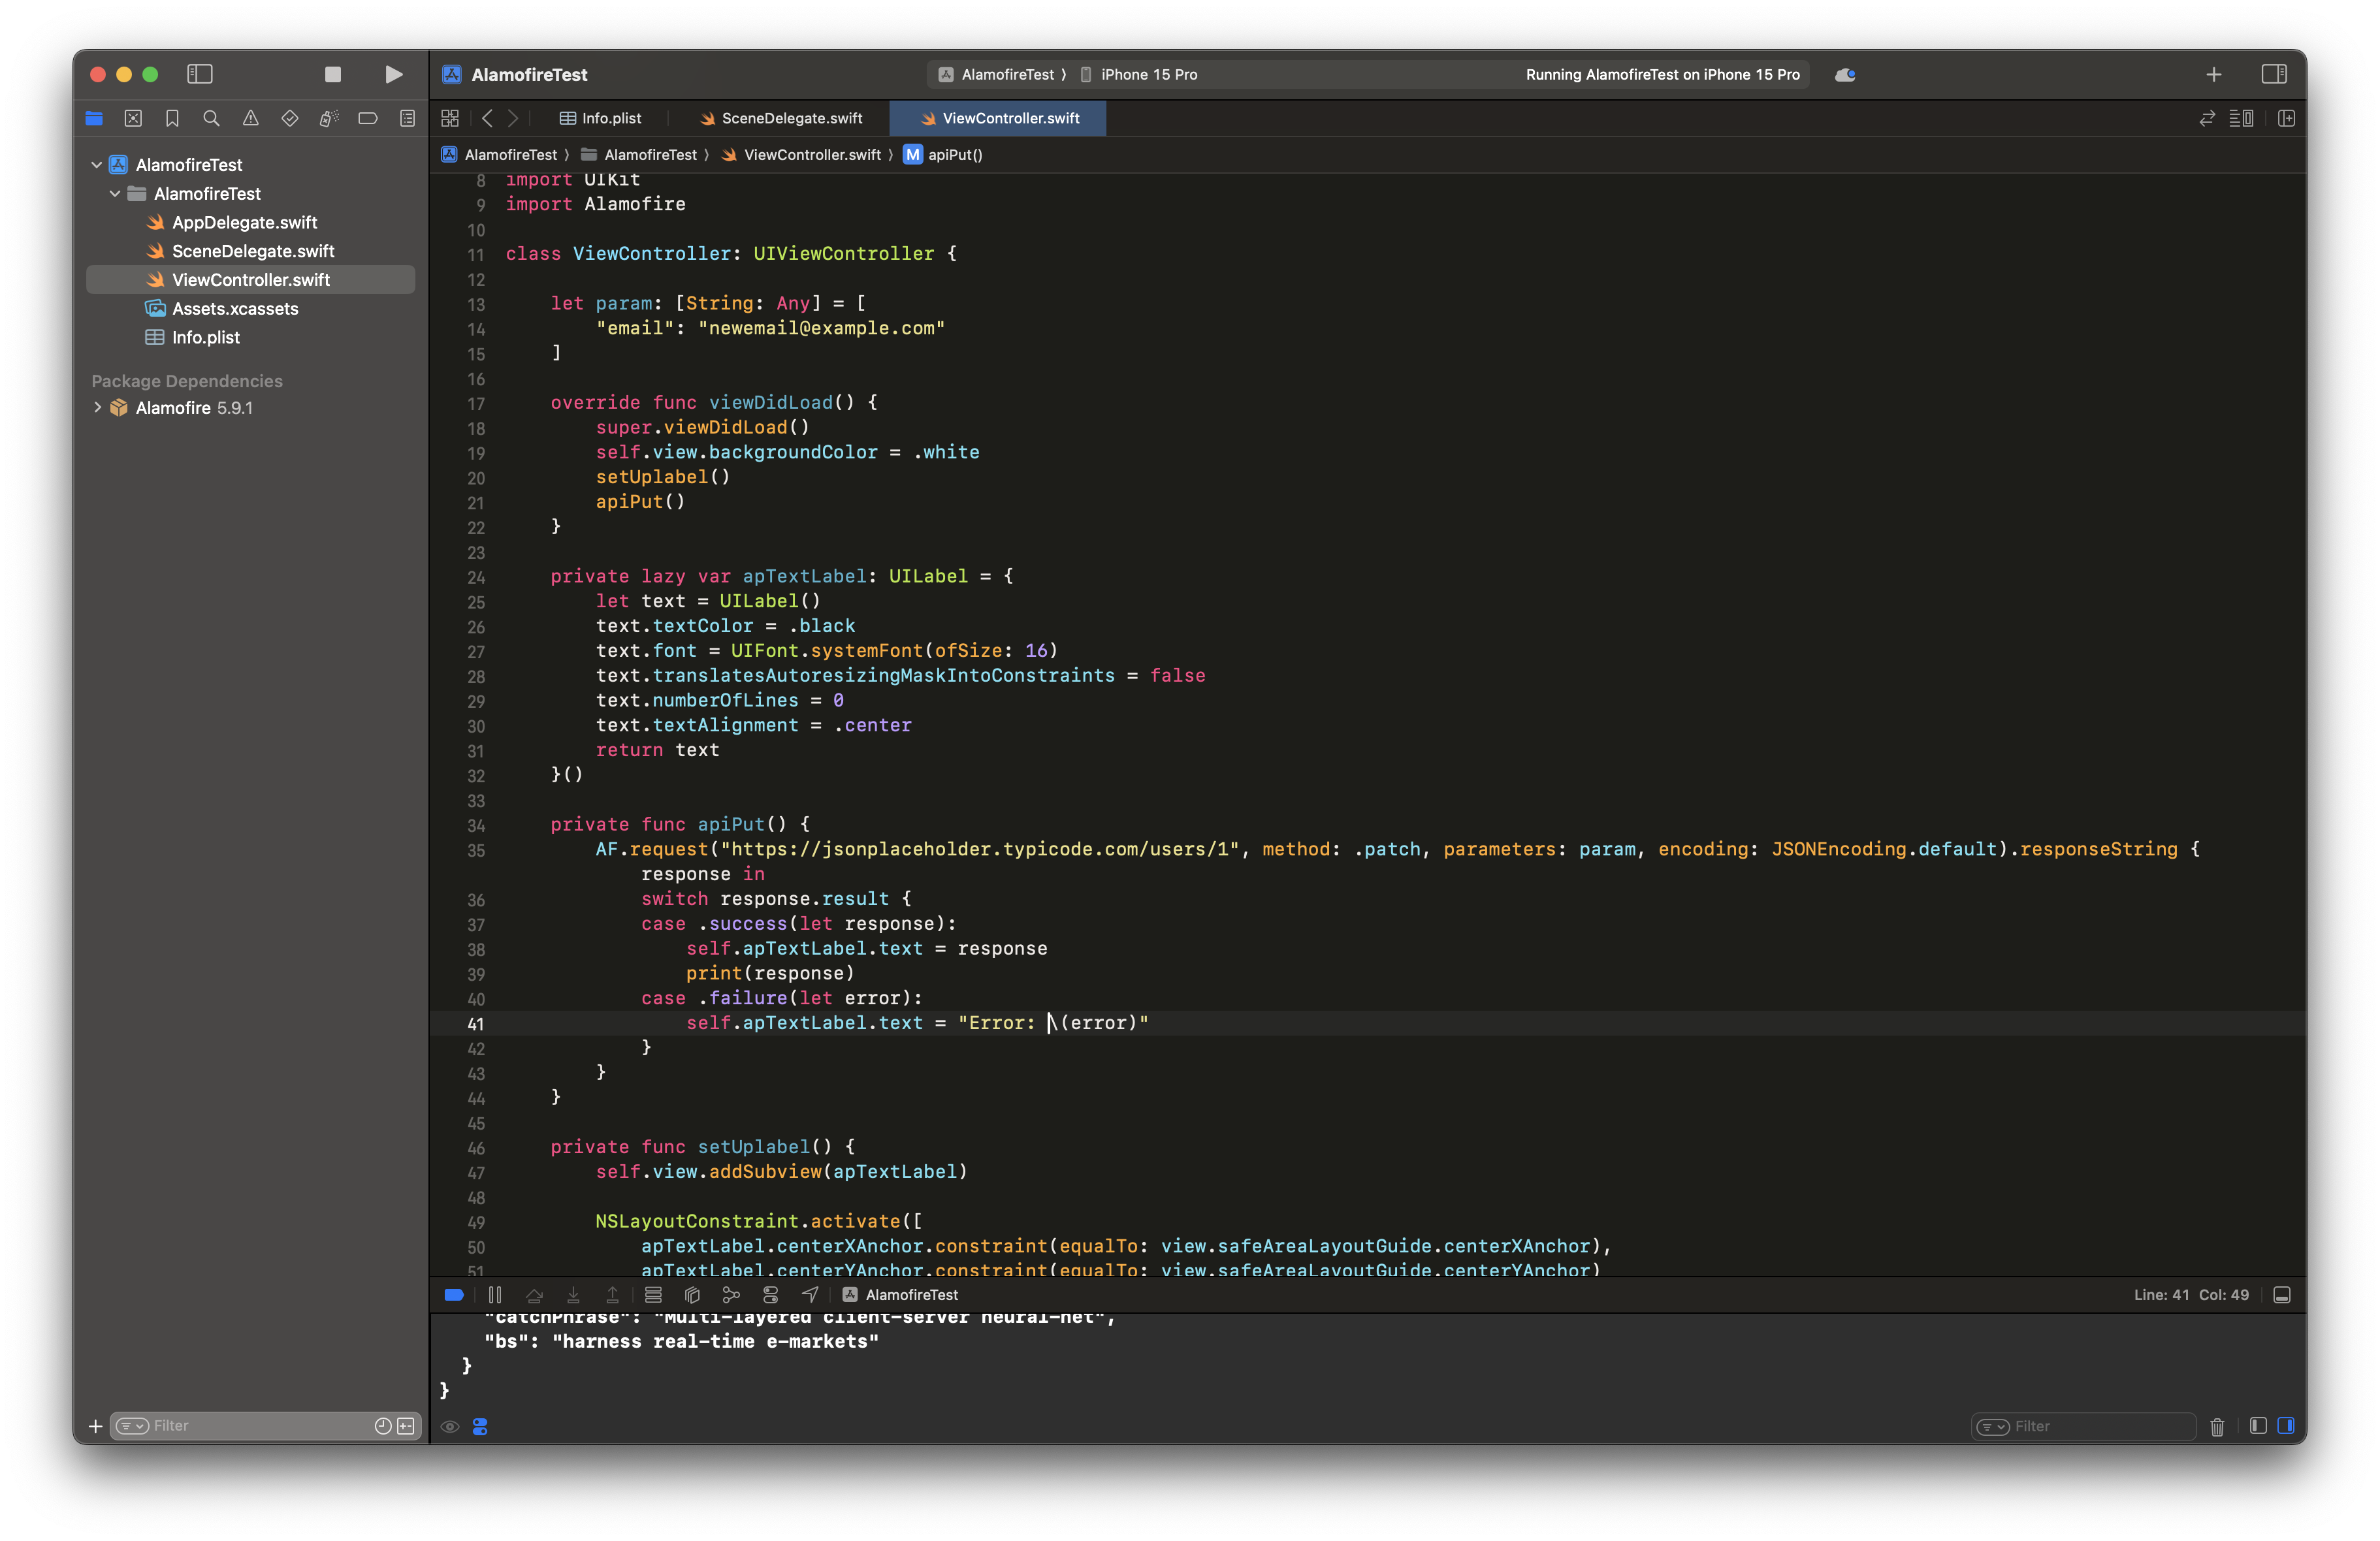 AlamofireTest
AlamofireTest ⟩ iPhone 15 Pro
Running AlamofireTest on iPhone 15 Pro
Info.plist
SceneDelegate.swift
ViewController.swift
AlamofireTest ⟩ AlamofireTest ⟩ ViewController.swift ⟩ M apiPut()
AlamofireTest
AlamofireTest
AppDelegate.swift
SceneDelegate.swift
ViewController.swift
Assets.xcassets
Info.plist
Package Dependencies
Alamofire 5.9.1
Filter
8 import UIKit
9 import Alamofire
10
11 class ViewController: UIViewController {
12
13     let param: [String: Any] = [
14         "email": "newemail@example.com"
15     ]
16
17     override func viewDidLoad() {
18         super.viewDidLoad()
19         self.view.backgroundColor = .white
20         setUplabel()
21         apiPut()
22     }
23
24     private lazy var apTextLabel: UILabel = {
25         let text = UILabel()
26         text.textColor = .black
27         text.font = UIFont.systemFont(ofSize: 16)
28         text.translatesAutoresizingMaskIntoConstraints = false
29         text.numberOfLines = 0
30         text.textAlignment = .center
31         return text
32     }()
33
34     private func apiPut() {
35         AF.request("https://jsonplaceholder.typicode.com/users/1", method: .patch, parameters: param, encoding: JSONEncoding.default).responseString {
            response in
36             switch response.result {
37             case .success(let response):
38                 self.apTextLabel.text = response
39                 print(response)
40             case .failure(let error):
41                 self.apTextLabel.text = "Error: \(error)"
42             }
43         }
44     }
45
46     private func setUplabel() {
47         self.view.addSubview(apTextLabel)
48
49         NSLayoutConstraint.activate([
50             apTextLabel.centerXAnchor.constraint(equalTo: view.safeAreaLayoutGuide.centerXAnchor),
51             apTextLabel.centerYAnchor.constraint(equalTo: view.safeAreaLayoutGuide.centerYAnchor)
AlamofireTest
Line: 41 Col: 49
"catchPhrase": "Multi-layered client-server neural-net",
"bs": "harness real-time e-markets"
}
}
Filter